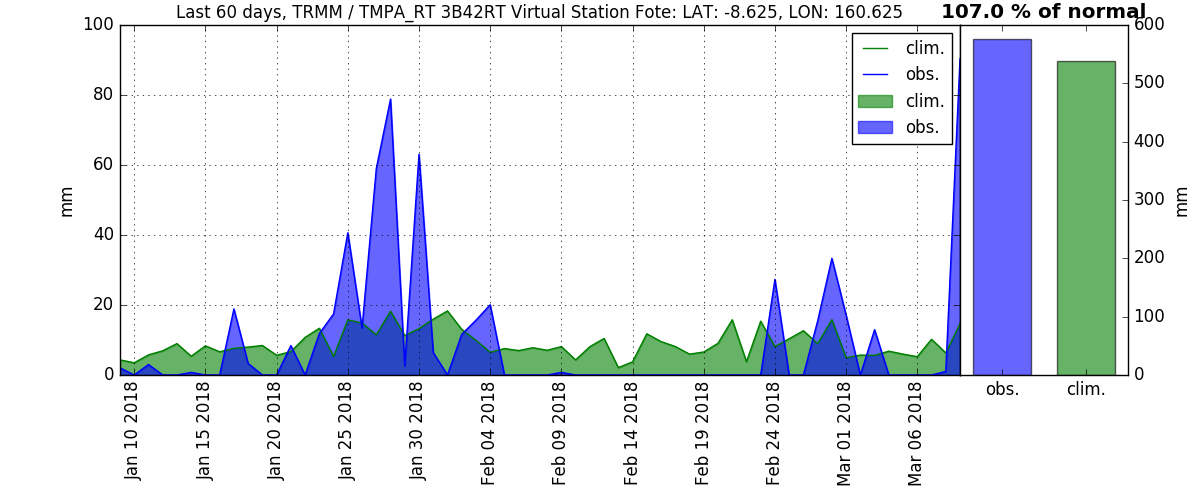 Last 60 days, TRMM / TMPA_RT 3B42RT Virtual Station Fote: LAT: -8.625, LON: 160.625
107.0 % of normal
100
80
60
40
20
0
mm
clim.
obs.
clim.
obs.
600
500
400
300
200
100
0
mm
Jan 10 2018
Jan 15 2018
Jan 20 2018
Jan 25 2018
Jan 30 2018
Feb 04 2018
Feb 09 2018
Feb 14 2018
Feb 19 2018
Feb 24 2018
Mar 01 2018
Mar 06 2018
obs.
clim.